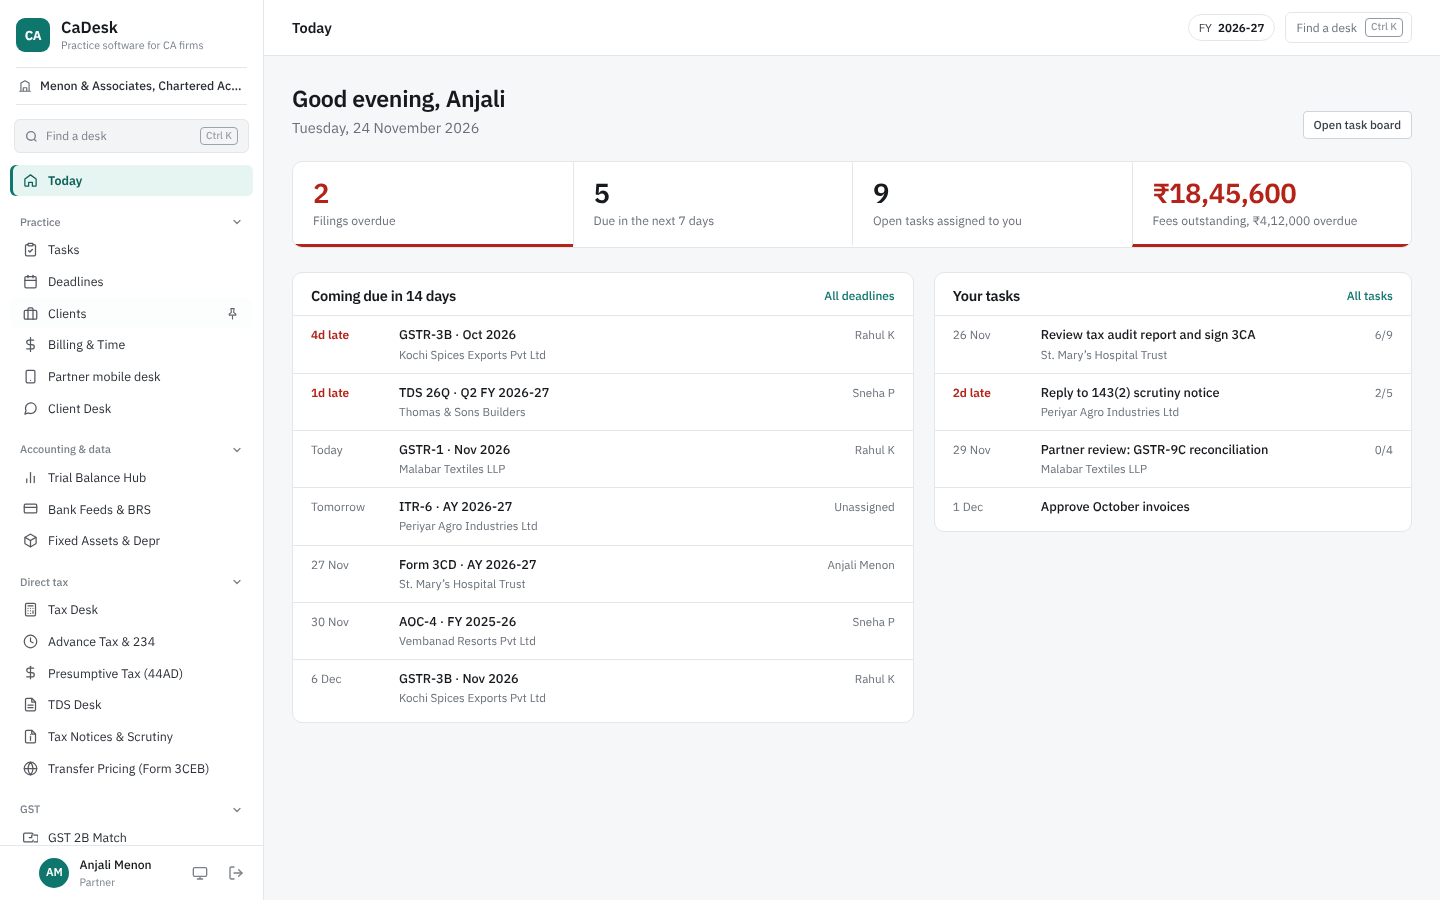 CA
CaDesk
Practice software for CA firms
Menon & Associates, Chartered Ac...
Find a desk
Ctrl K
Today
Practice
Tasks
Deadlines
Clients
Billing & Time
Partner mobile desk
Client Desk
Accounting & data
Trial Balance Hub
Bank Feeds & BRS
Fixed Assets & Depr
Direct tax
Tax Desk
Advance Tax & 234
Presumptive Tax (44AD)
TDS Desk
Tax Notices & Scrutiny
Transfer Pricing (Form 3CEB)
GST
GST 2B Match
AM
Anjali Menon
Partner
Today
FY 2026-27
Find a desk
Ctrl K
Good evening, Anjali
Tuesday, 24 November 2026
Open task board
2
Filings overdue
5
Due in the next 7 days
9
Open tasks assigned to you
₹18,45,600
Fees outstanding, ₹4,12,000 overdue
Coming due in 14 days
All deadlines
4d late
GSTR-3B · Oct 2026
Rahul K
Kochi Spices Exports Pvt Ltd
1d late
TDS 26Q · Q2 FY 2026-27
Sneha P
Thomas & Sons Builders
Today
GSTR-1 · Nov 2026
Rahul K
Malabar Textiles LLP
Tomorrow
ITR-6 · AY 2026-27
Unassigned
Periyar Agro Industries Ltd
27 Nov
Form 3CD · AY 2026-27
Anjali Menon
St. Mary’s Hospital Trust
30 Nov
AOC-4 · FY 2025-26
Sneha P
Vembanad Resorts Pvt Ltd
6 Dec
GSTR-3B · Nov 2026
Rahul K
Kochi Spices Exports Pvt Ltd
Your tasks
All tasks
26 Nov
Review tax audit report and sign 3CA
6/9
St. Mary’s Hospital Trust
2d late
Reply to 143(2) scrutiny notice
2/5
Periyar Agro Industries Ltd
29 Nov
Partner review: GSTR-9C reconciliation
0/4
Malabar Textiles LLP
1 Dec
Approve October invoices